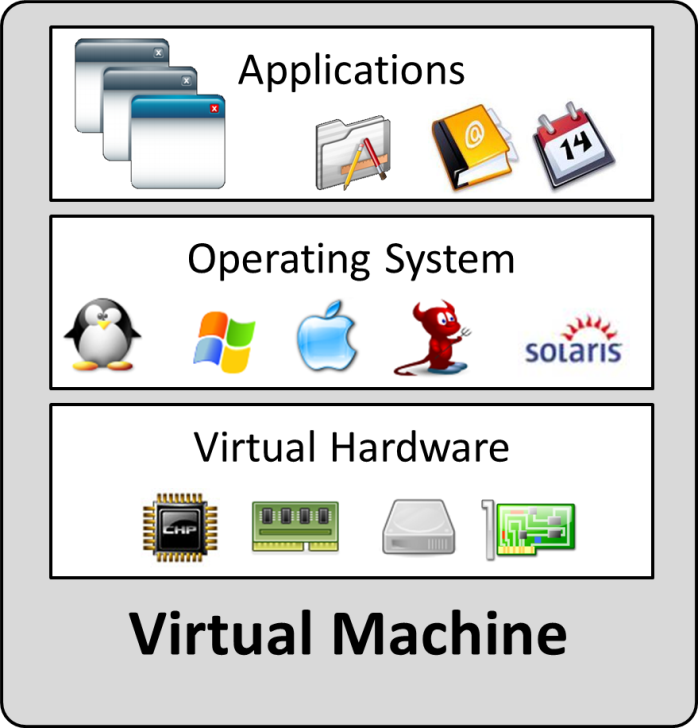 Applications
@
14
Operating System
solaris
Virtual Hardware
CHP
Virtual Machine